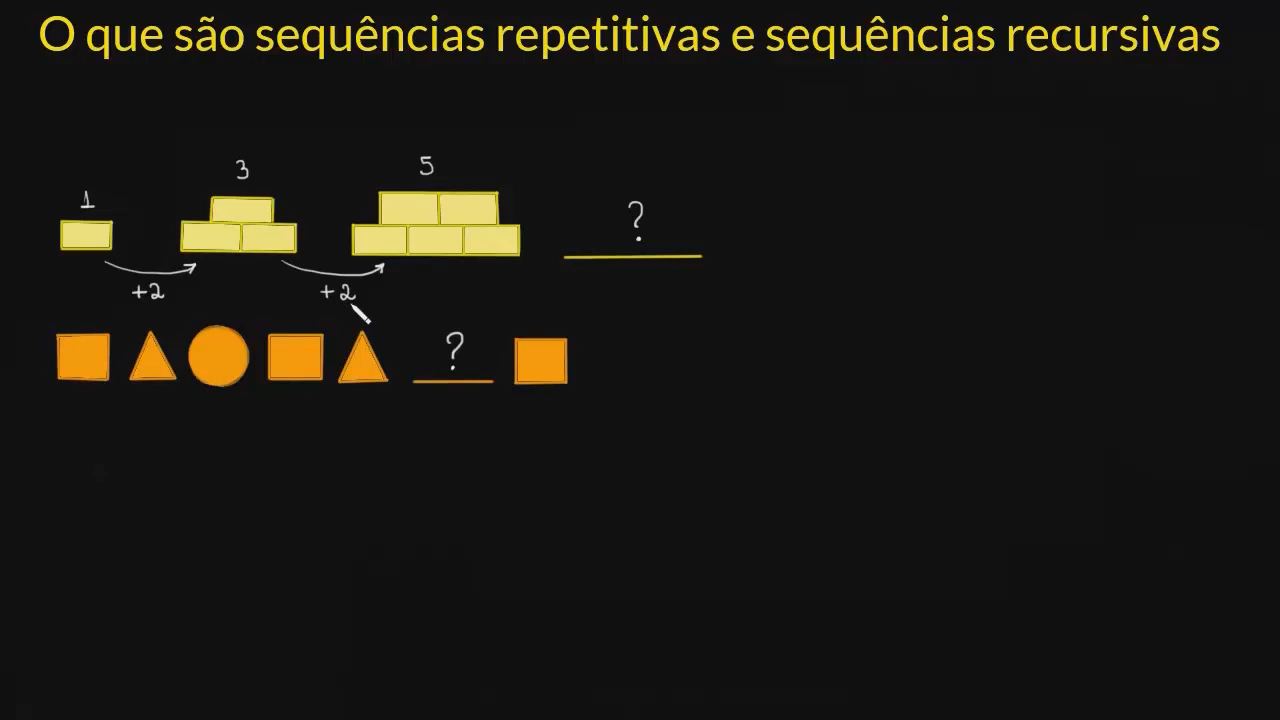 O que são sequências repetitivas e sequências recursivas
1 3 5 ?
+2 +2
?